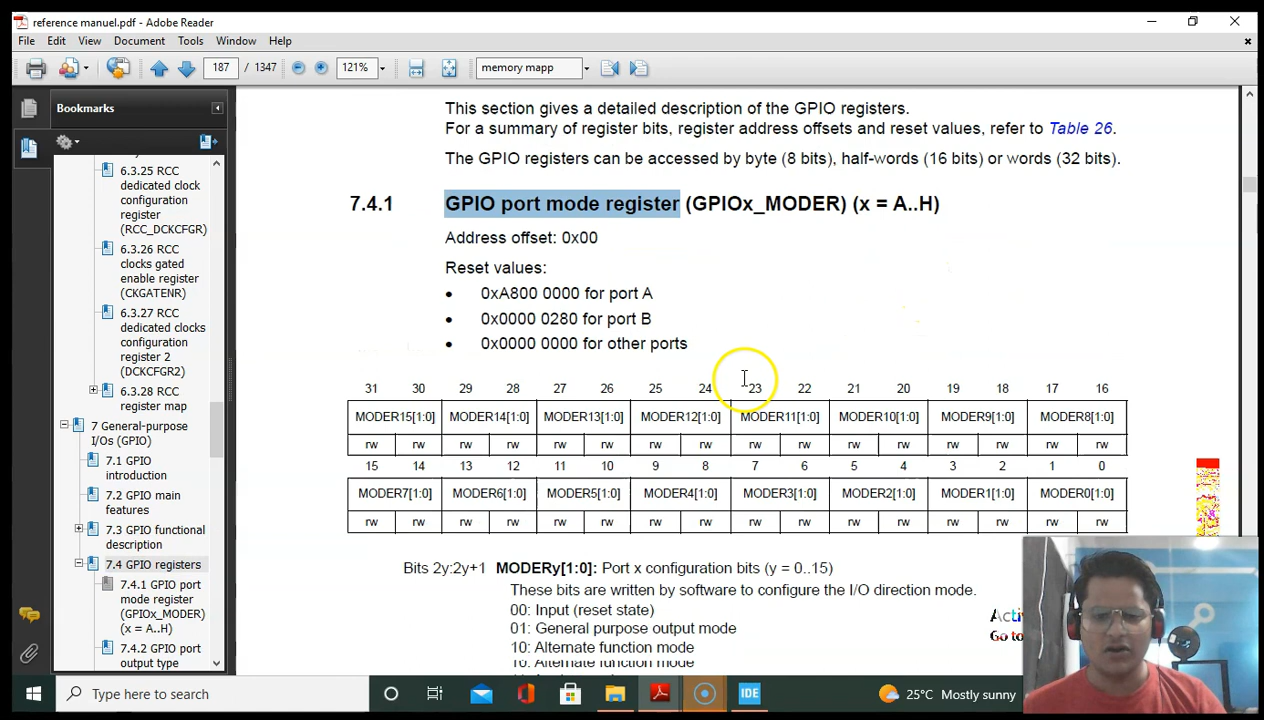 reference manuel.pdf - Adobe Reader
File Edit View Document Tools Window Help
187 / 1347 121% memory mapp
Bookmarks
6.3.25 RCC
dedicated clock
configuration
register
(RCC_DCKCFGR)
6.3.26 RCC
clocks gated
enable register
(CKGATENR)
6.3.27 RCC
dedicated clocks
configuration
register 2
(DCKCFGR2)
6.3.28 RCC
register map
7 General-purpose
I/Os (GPIO)
7.1 GPIO
introduction
7.2 GPIO main
features
7.3 GPIO functional
description
7.4 GPIO registers
7.4.1 GPIO port
mode register
(GPIOx_MODER)
(x = A..H)
7.4.2 GPIO port
output type
This section gives a detailed description of the GPIO registers.
For a summary of register bits, register address offsets and reset values, refer to Table 26.
The GPIO registers can be accessed by byte (8 bits), half-words (16 bits) or words (32 bits).
7.4.1 GPIO port mode register (GPIOx_MODER) (x = A..H)
Address offset: 0x00
Reset values:
• 0xA800 0000 for port A
• 0x0000 0280 for port B
• 0x0000 0000 for other ports
31 30 29 28 27 26 25 24 23 22 21 20 19 18 17 16
MODER15[1:0] MODER14[1:0] MODER13[1:0] MODER12[1:0] MODER11[1:0] MODER10[1:0] MODER9[1:0] MODER8[1:0]
rw rw rw rw rw rw rw rw rw rw rw rw rw rw rw rw
15 14 13 12 11 10 9 8 7 6 5 4 3 2 1 0
MODER7[1:0] MODER6[1:0] MODER5[1:0] MODER4[1:0] MODER3[1:0] MODER2[1:0] MODER1[1:0] MODER0[1:0]
rw rw rw rw rw rw rw rw rw rw rw rw rw rw rw rw
Bits 2y:2y+1 MODERy[1:0]: Port x configuration bits (y = 0..15)
These bits are written by software to configure the I/O direction mode.
00: Input (reset state)
01: General purpose output mode
10: Alternate function mode
10: Alternate function mode
Go to
Type here to search
IDE
25°C Mostly sunny